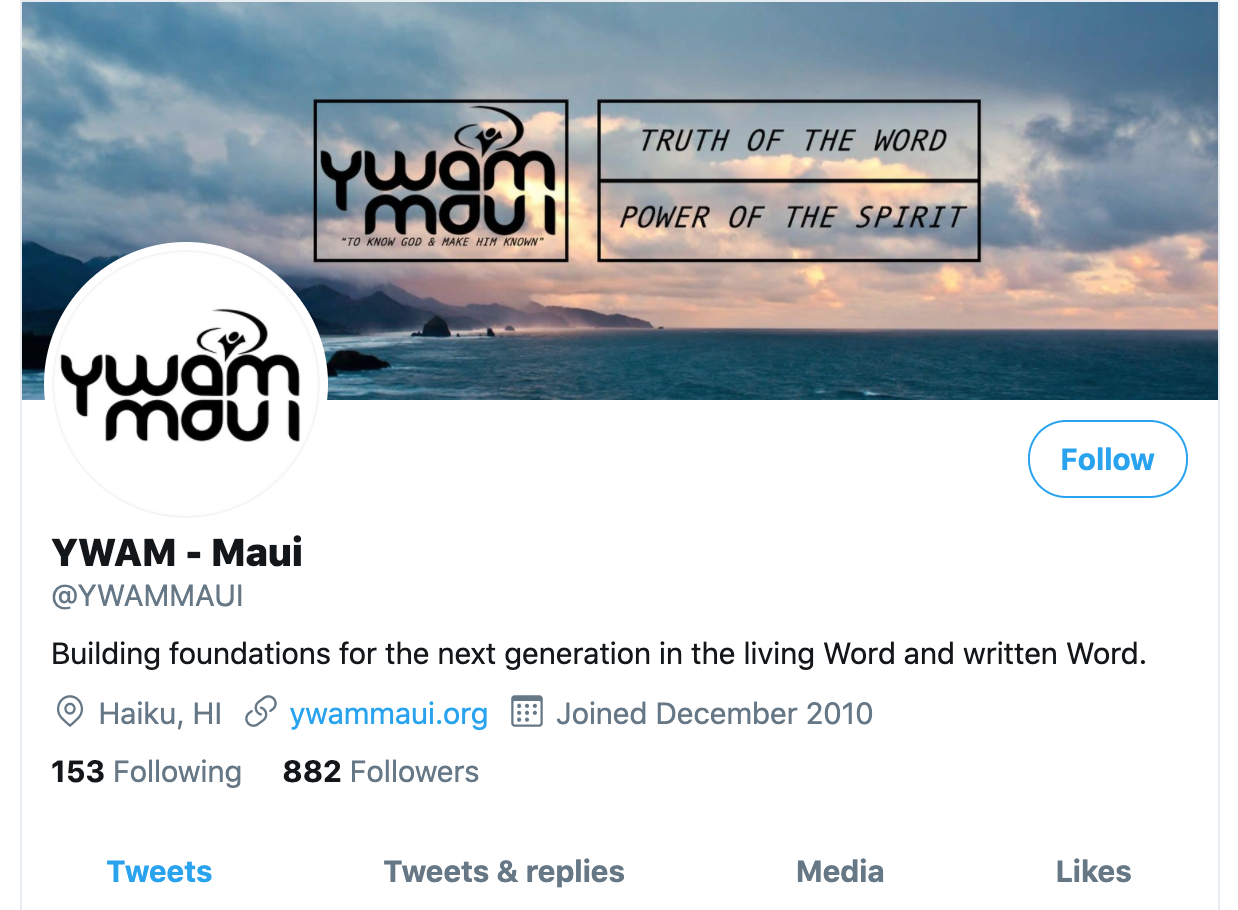 ywam
maui
"TO KNOW GOD & MAKE HIM KNOWN"
TRUTH OF THE WORD
POWER OF THE SPIRIT
ywam
maui
Follow
YWAM - Maui
@YWAMMAUI
Building foundations for the next generation in the living Word and written Word.
Haiku, HI ywammaui.org Joined December 2010
153 Following 882 Followers
Tweets Tweets & replies Media Likes